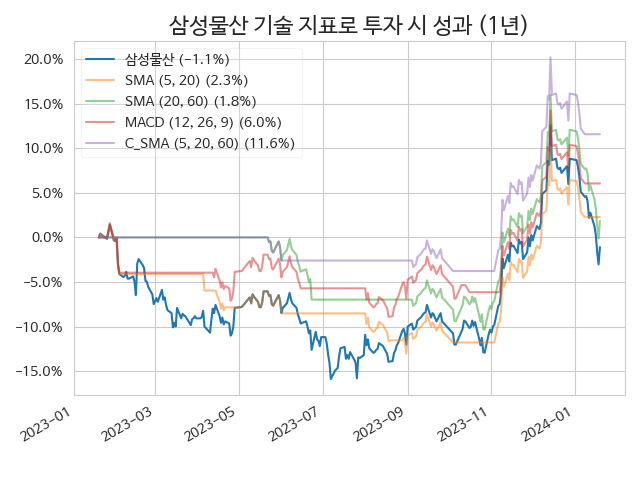 삼성물산 기술 지표로 투자 시 성과 (1년)
삼성물산 (−1.1%)
SMA (5, 20) (2.3%)
SMA (20, 60) (1.8%)
MACD (12, 26, 9) (6.0%)
C_SMA (5, 20, 60) (11.6%)
20.0%
15.0%
10.0%
5.0%
0.0%
−5.0%
−10.0%
−15.0%
2023-01
2023-03
2023-05
2023-07
2023-09
2023-11
2024-01